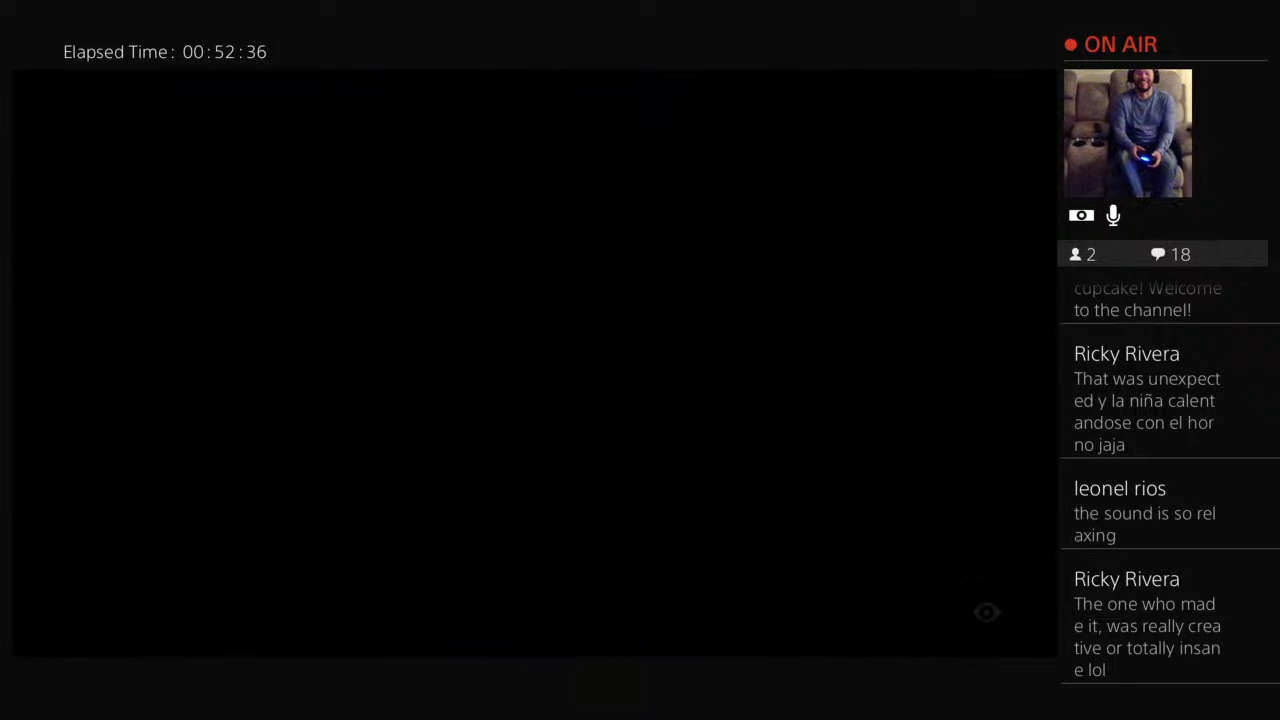 Elapsed Time: 00:52:36
ON AIR
2 18
cupcake! Welcome
to the channel!
Ricky Rivera
That was unexpect
ed y la niña calent
andose con el hor
no jaja
leonel rios
the sound is so rel
axing
Ricky Rivera
The one who mad
e it, was really crea
tive or totally insan
e lol